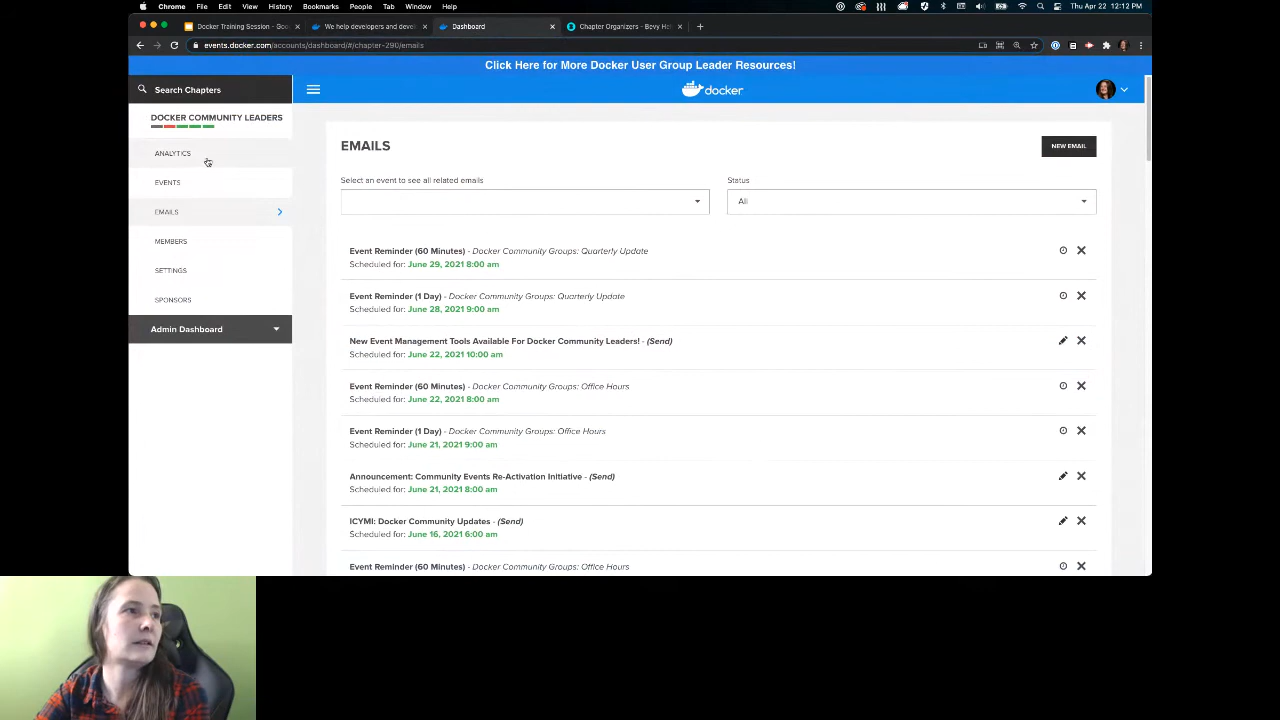 Chrome File Edit View History Bookmarks People Tab Window Help Thu Apr 22 12:12 PM
Docker Training Session - Goo We help developers and devel Dashboard Chapter Organizers - Bevy Hel
events.docker.com/accounts/dashboard/#/chapter-290/emails
Click Here for More Docker User Group Leader Resources!
Search Chapters
docker
DOCKER COMMUNITY LEADERS
ANALYTICS
EVENTS
EMAILS
MEMBERS
SETTINGS
SPONSORS
Admin Dashboard
EMAILS
NEW EMAIL
Select an event to see all related emails
Status
All
Event Reminder (60 Minutes) - Docker Community Groups: Quarterly Update
Scheduled for: June 29, 2021 8:00 am
Event Reminder (1 Day) - Docker Community Groups: Quarterly Update
Scheduled for: June 28, 2021 9:00 am
New Event Management Tools Available For Docker Community Leaders! - (Send)
Scheduled for: June 22, 2021 10:00 am
Event Reminder (60 Minutes) - Docker Community Groups: Office Hours
Scheduled for: June 22, 2021 8:00 am
Event Reminder (1 Day) - Docker Community Groups: Office Hours
Scheduled for: June 21, 2021 9:00 am
Announcement: Community Events Re-Activation Initiative - (Send)
Scheduled for: June 21, 2021 8:00 am
ICYMI: Docker Community Updates - (Send)
Scheduled for: June 16, 2021 6:00 am
Event Reminder (60 Minutes) - Docker Community Groups: Office Hours